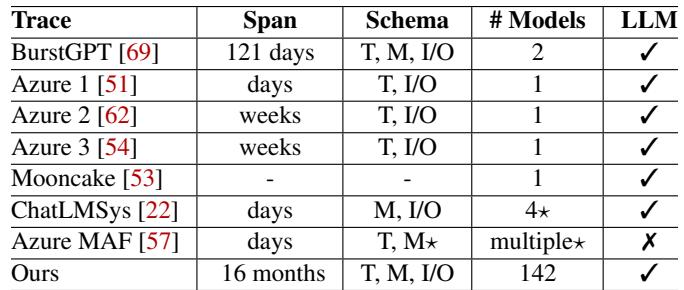 Trace Span Schema # Models LLM
BurstGPT [69] 121 days T, M, I/O 2 ✓
Azure 1 [51] days T, I/O 1 ✓
Azure 2 [62] weeks T, I/O 1 ✓
Azure 3 [54] weeks T, I/O 1 ✓
Mooncake [53] - - 1 ✓
ChatLMSys [22] days M, I/O 4⋆ ✓
Azure MAF [57] days T, M⋆ multiple⋆ ✗
Ours 16 months T, M, I/O 142 ✓